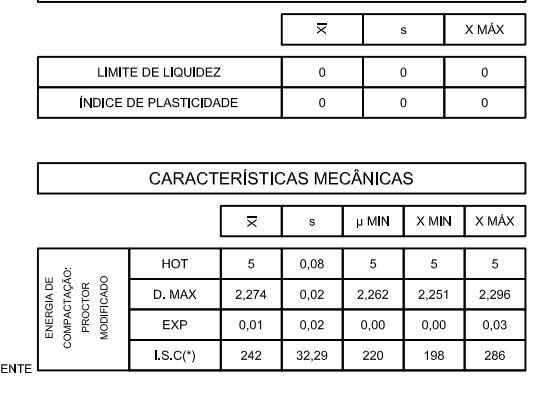 X̄ s X MÁX
LIMITE DE LIQUIDEZ 0 0 0
ÍNDICE DE PLASTICIDADE 0 0 0
CARACTERÍSTICAS MECÂNICAS
X̄ s µ MIN X MIN X MÁX
ENERGIA DE
COMPACTAÇÃO:
PROCTOR
MODIFICADO
HOT 5 0,08 5 5 5
D. MAX 2,274 0,02 2,262 2,251 2,296
EXP 0,01 0,02 0,00 0,00 0,03
I.S.C(*) 242 32,29 220 198 286
ENTE